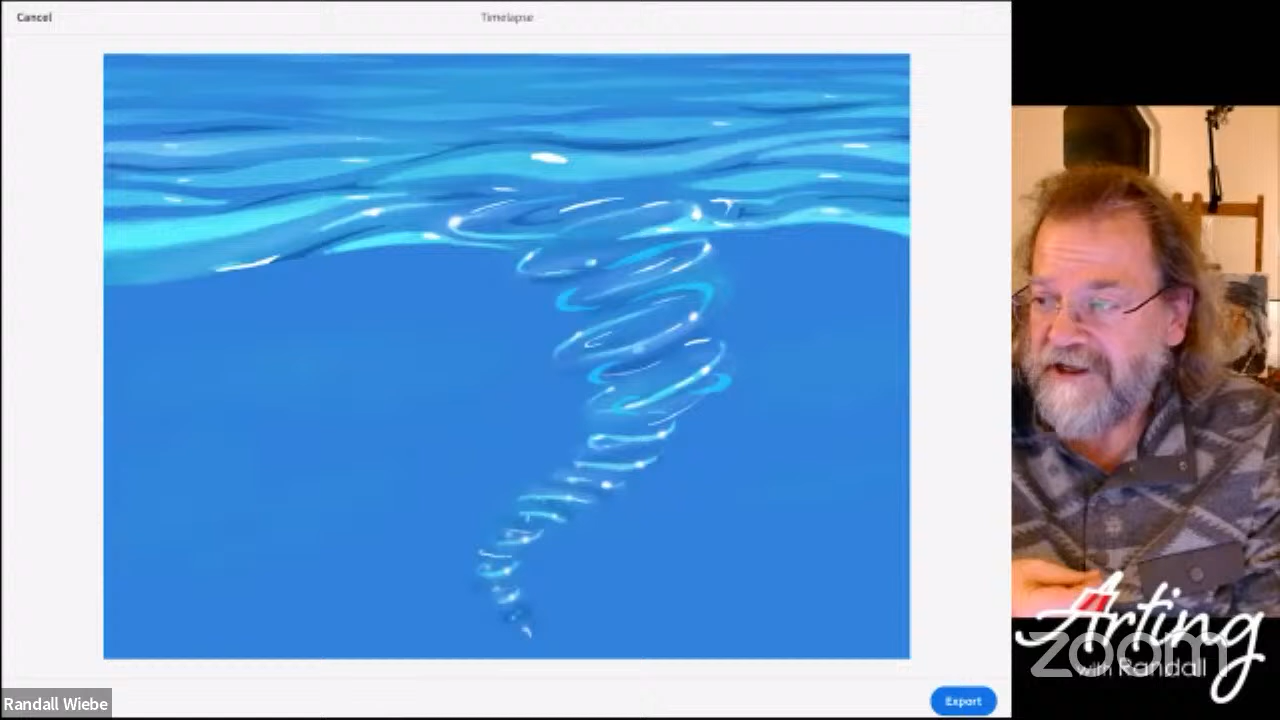 Cancel
Timelapse
Arting
zoom
with Randall
Randall Wiebe
Export